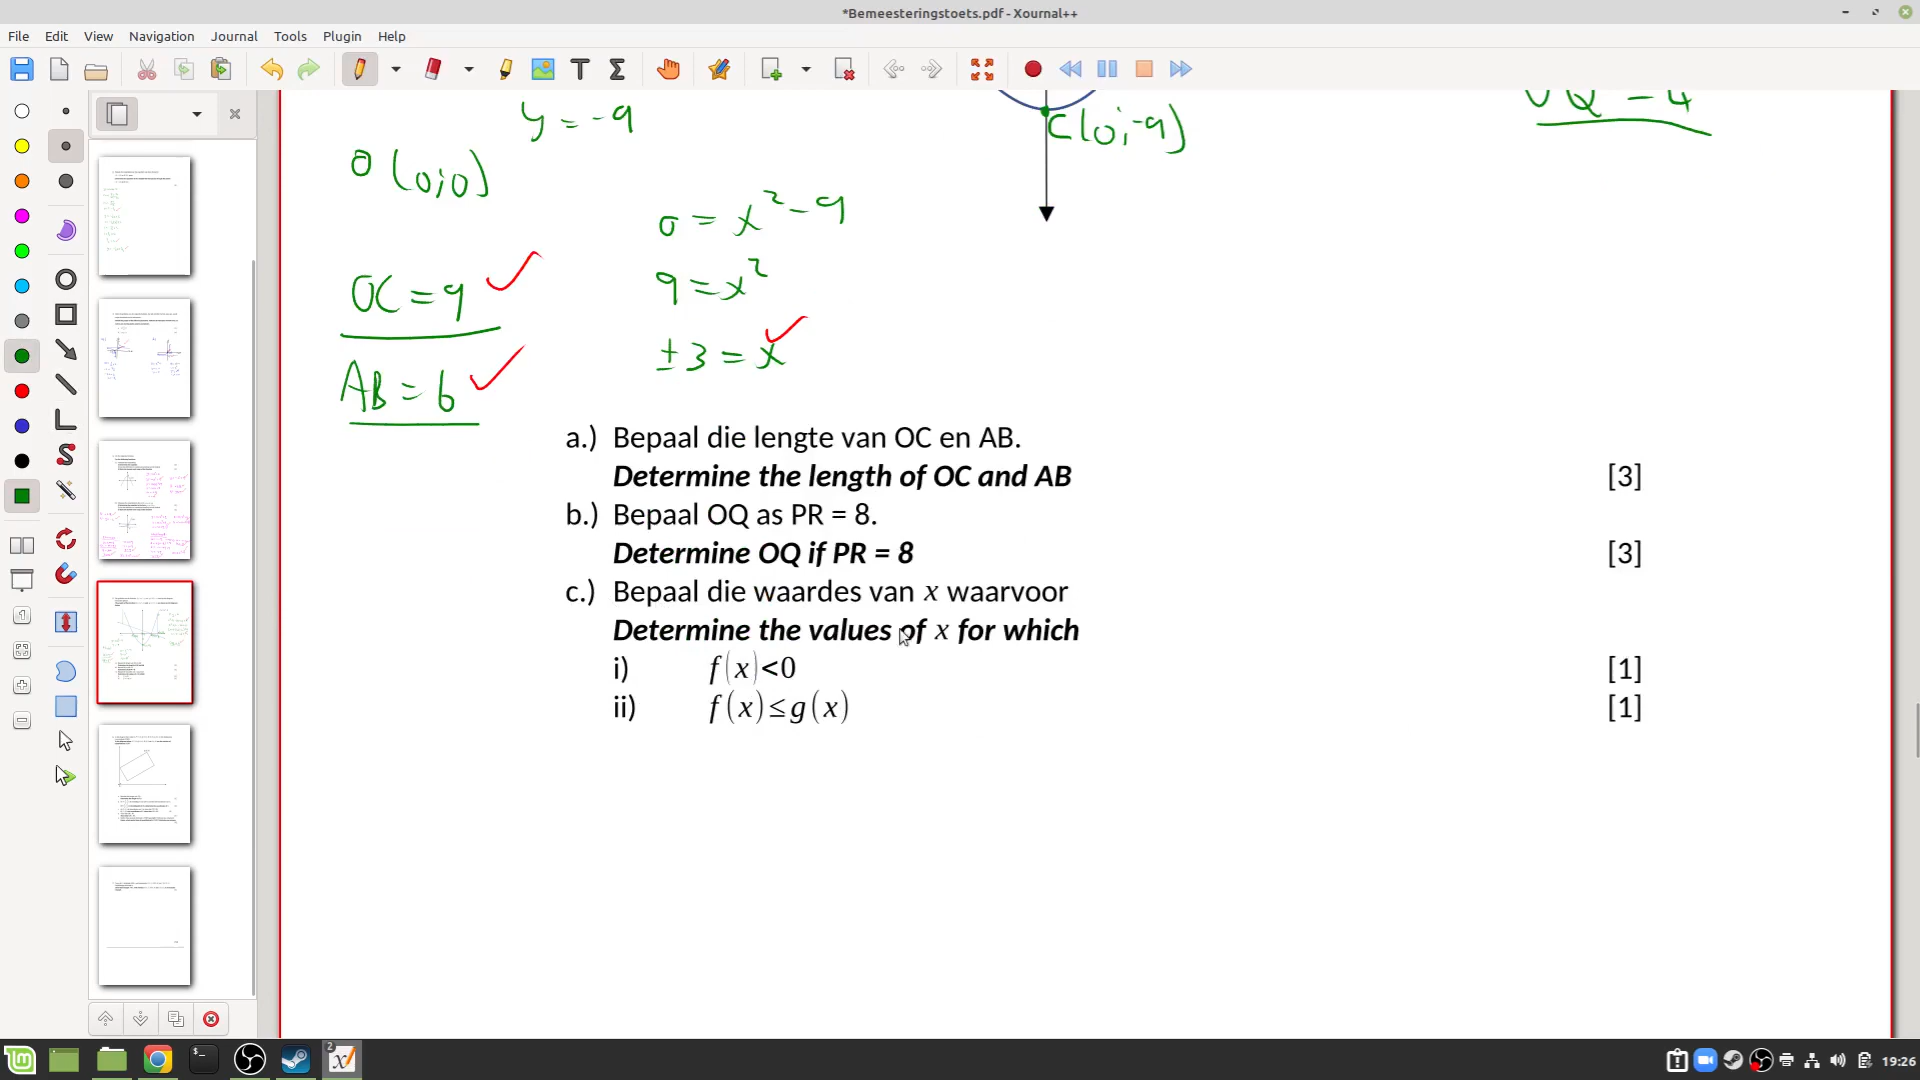 *Bemeesteringstoets.pdf - Xournal++
File Edit View Navigation Journal Tools Plugin Help
y = -9
C(0;-9)
O (0;0)
0 = x² - 9
OC = 9
9 = x²
± 3 = x
AB = 6
a.) Bepaal die lengte van OC en AB.
Determine the length of OC and AB [3]
b.) Bepaal OQ as PR = 8.
Determine OQ if PR = 8 [3]
c.) Bepaal die waardes van x waarvoor
Determine the values of x for which
i) f(x)<0 [1]
ii) f(x)≤g(x) [1]
19:26